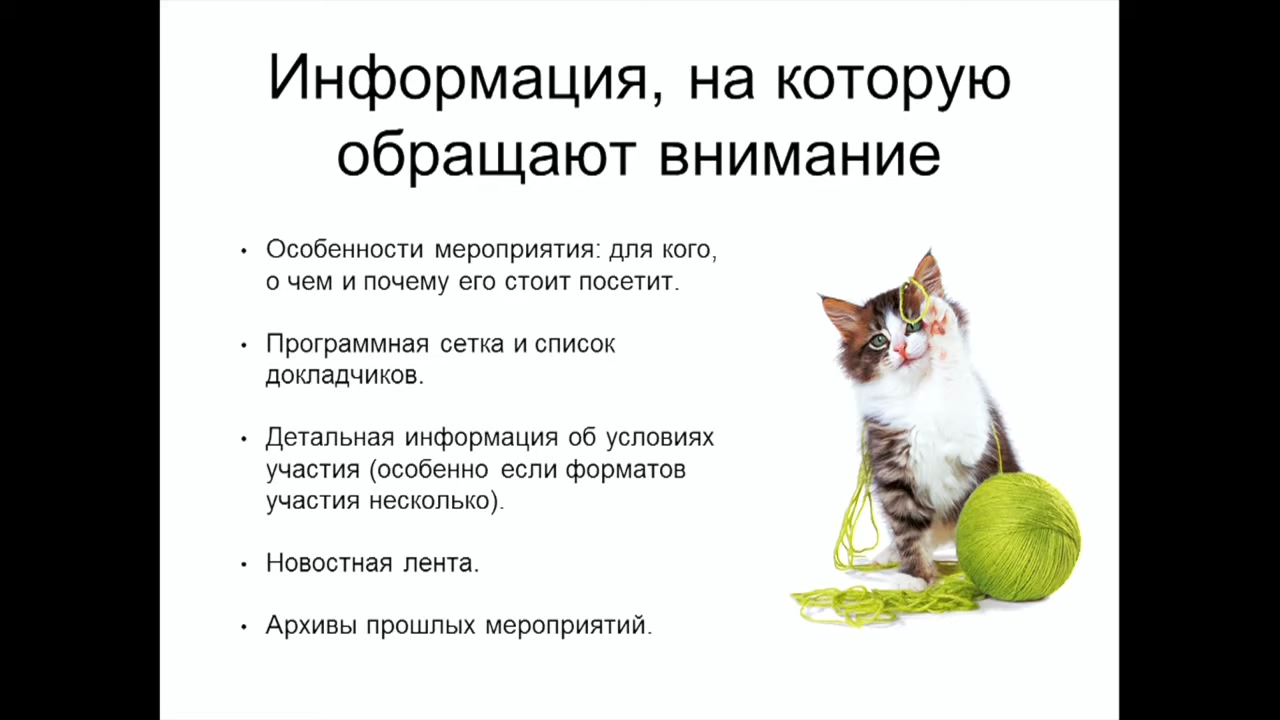 Информация, на которую
обращают внимание
• Особенности мероприятия: для кого,
о чем и почему его стоит посетит.
• Программная сетка и список
докладчиков.
• Детальная информация об условиях
участия (особенно если форматов
участия несколько).
• Новостная лента.
• Архивы прошлых мероприятий.